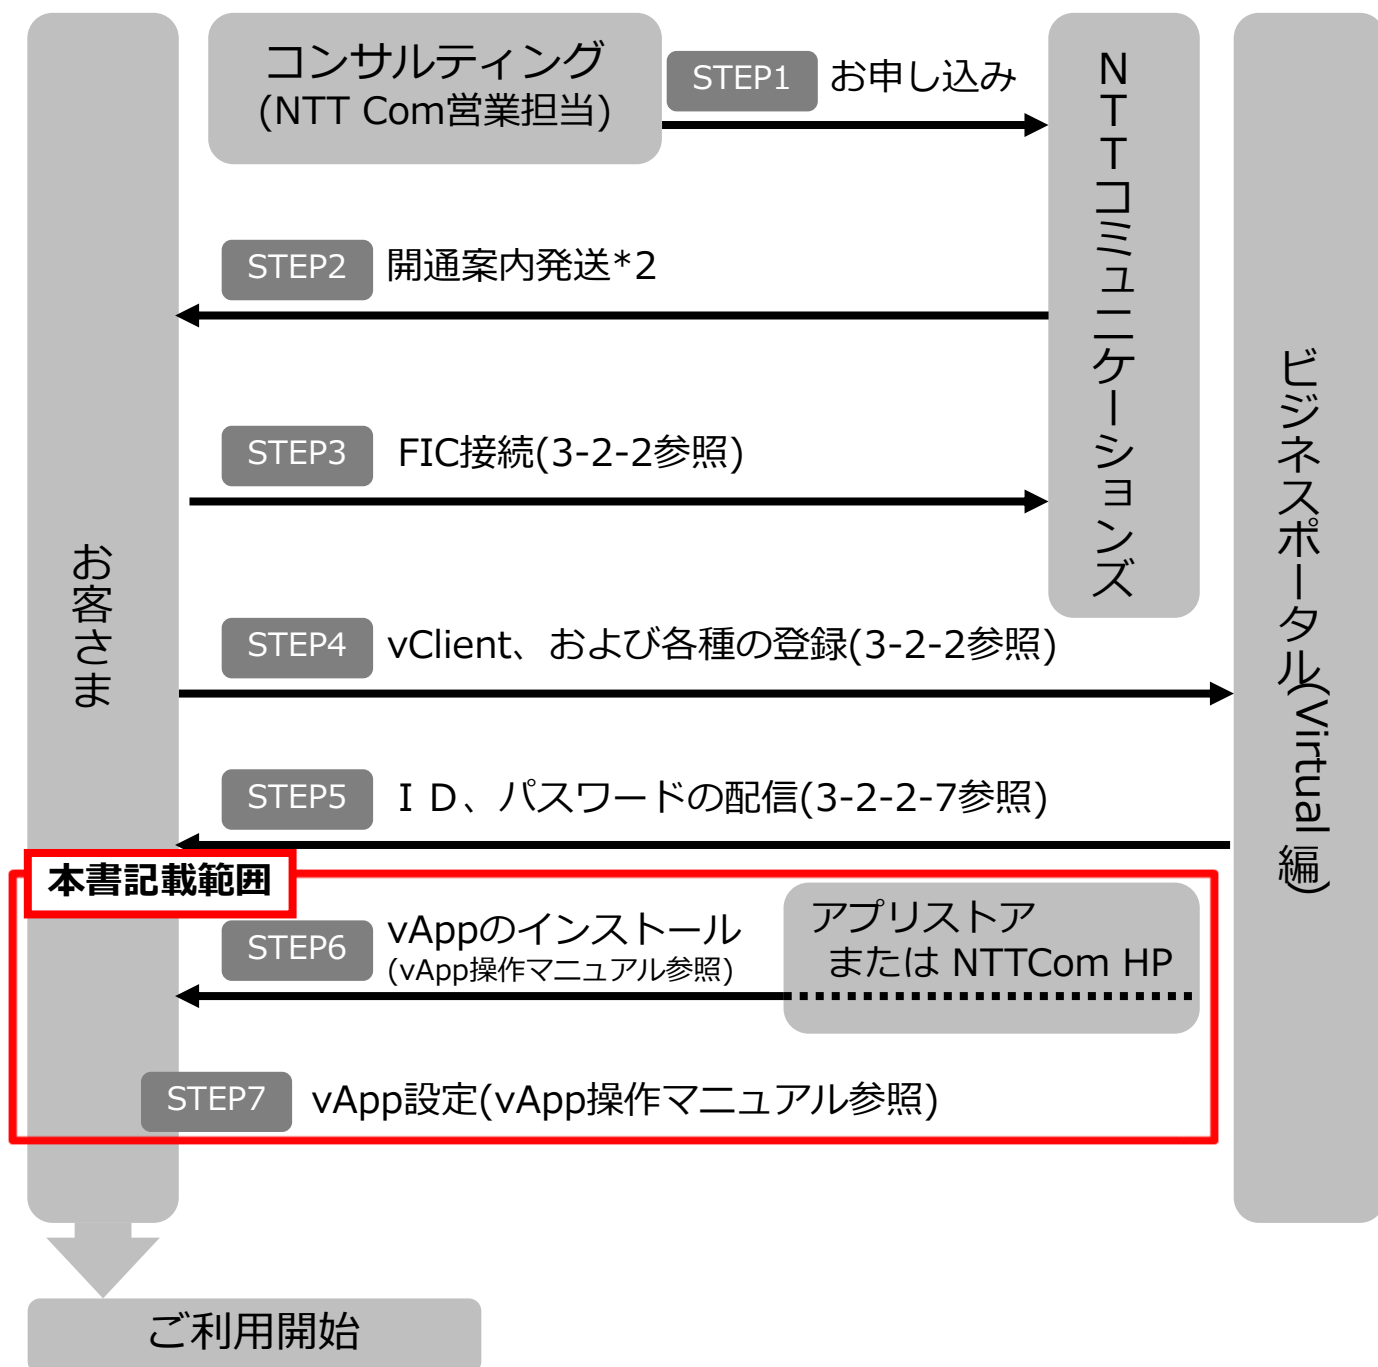 コンサルティング
(NTT Com営業担当)
STEP1 お申し込み
NTTコミュニケーションズ
ビジネスポータル(Virtual編)
お客さま
STEP2 開通案内発送*2
STEP3 FIC接続(3-2-2参照)
STEP4 vClient、および各種の登録(3-2-2参照)
STEP5 ＩＤ、パスワードの配信(3-2-2-7参照)
本書記載範囲
STEP6 vAppのインストール
(vApp操作マニュアル参照)
アプリストア
または NTTCom HP
STEP7 vApp設定(vApp操作マニュアル参照)
ご利用開始